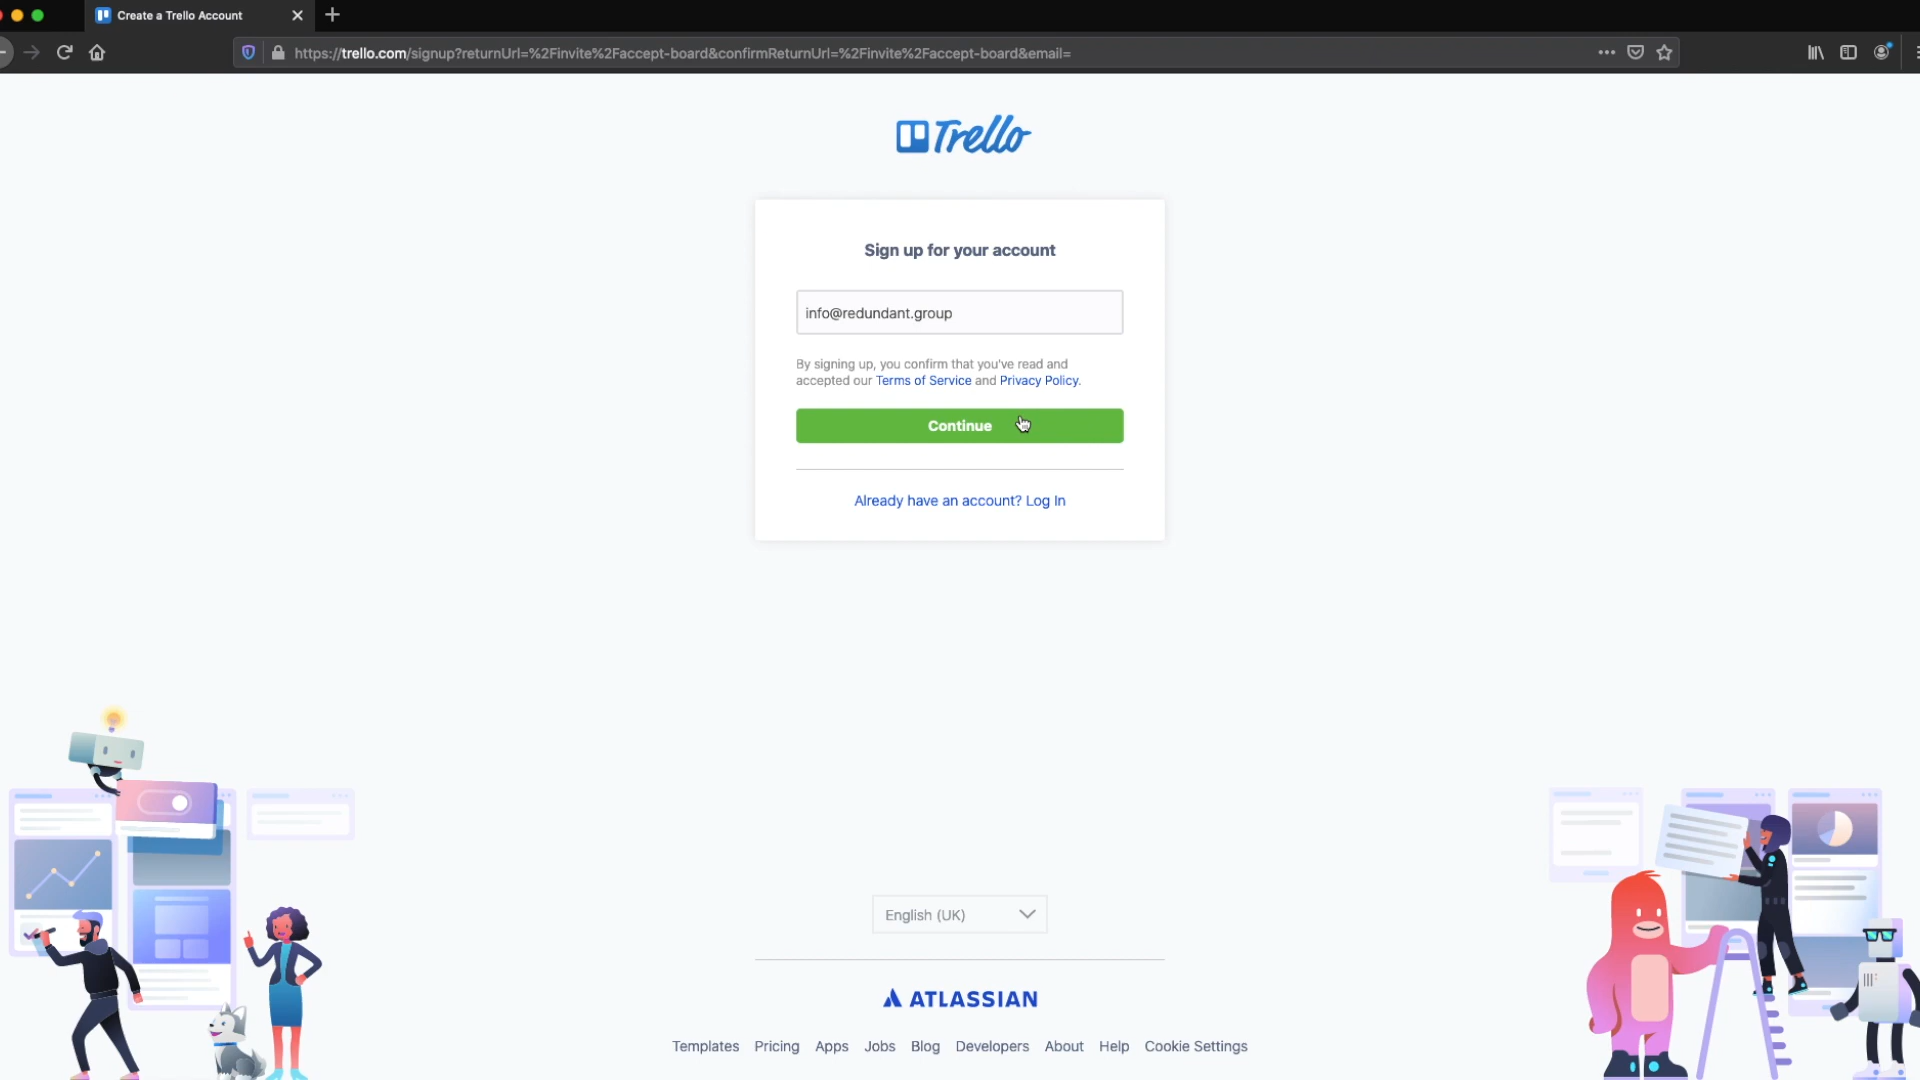 Create a Trello Account
https://trello.com/signup?returnUrl=%2Finvite%2Faccept-board&confirmReturnUrl=%2Finvite%2Faccept-board&email=
Trello
Sign up for your account
info@redundant.group
By signing up, you confirm that you've read and
accepted our Terms of Service and Privacy Policy.
Continue
Already have an account? Log In
English (UK)
ATLASSIAN
Templates Pricing Apps Jobs Blog Developers About Help Cookie Settings